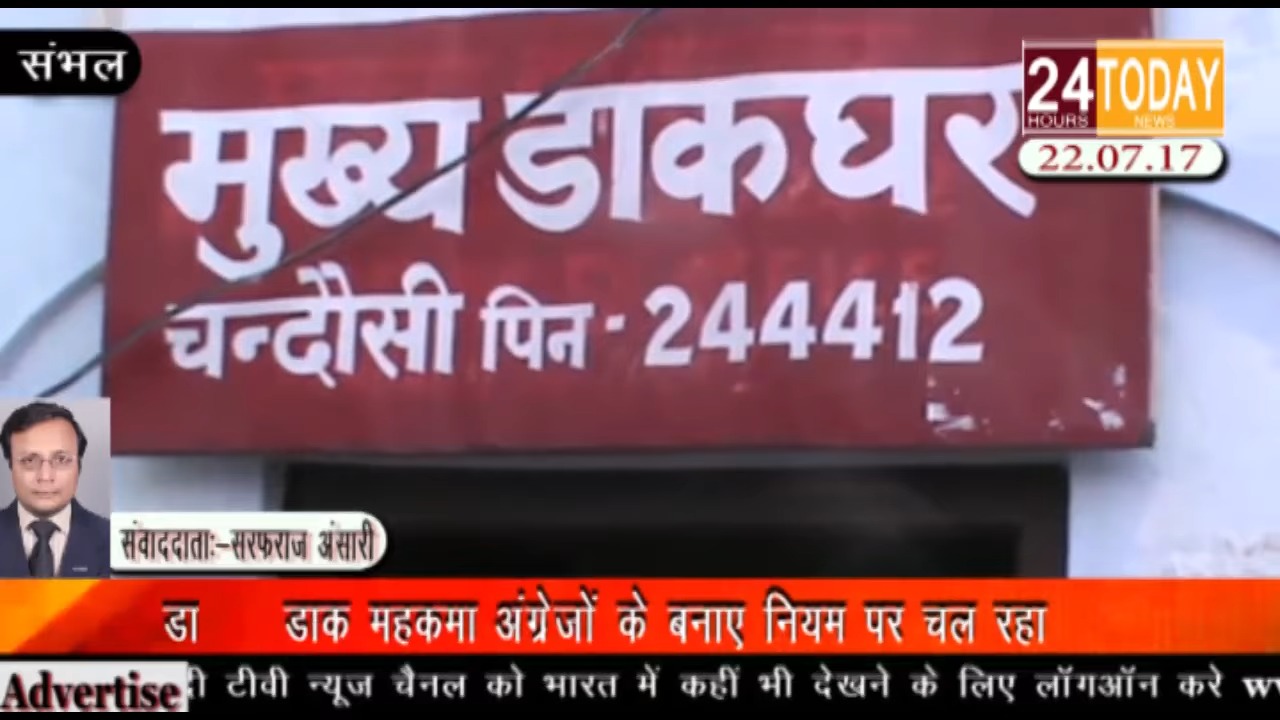 संभल
24 TODAY
HOURS NEWS
22.07.17
मुख्य डाकघर
चन्दौसी पिन - 244412
संवाददाताः-सरफराज अंसारी
डा डाक महकमा अंग्रेजों के बनाए नियम पर चल रहा
Advertise टीवी न्यूज चैनल को भारत में कहीं भी देखने के लिए लॉगऑन करे